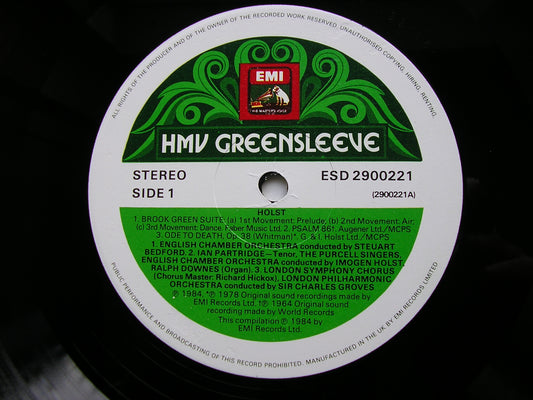 ALL RIGHTS OF THE PRODUCER AND OF THE OWNER OF THE RECORDED WORK RESERVED. UNAUTHORISED COPYING, HIRING, RENTING,
PUBLIC PERFORMANCE AND BROADCASTING OF THIS RECORD PROHIBITED. MANUFACTURED IN THE U.K. BY EMI RECORDS LIMITED
EMI
HIS MASTER'S VOICE
HMV GREENSLEEVE
STEREO
SIDE 1
ESD 2900221
(2900221A)
HOLST
1. BROOK GREEN SUITE: (a) 1st Movement: Prelude, (b) 2nd Movement: Air;
(c) 3rd Movement: Dance. Faber Music Ltd. 2. PSALM 861. Augener Ltd./MCPS
3. ODE TO DEATH, Op. 38 (Whitman)*. G. & I. Holst Ltd./MCPS
1. ENGLISH CHAMBER ORCHESTRA conducted by STEUART
BEDFORD. 2. IAN PARTRIDGE–Tenor, THE PURCELL SINGERS,
ENGLISH CHAMBER ORCHESTRA conducted by IMOGEN HOLST,
RALPH DOWNES (Organ). 3. LONDON SYMPHONY CHORUS
(Chorus Master: Richard Hickox), LONDON PHILHARMONIC
ORCHESTRA conducted by SIR CHARLES GROVES
℗ 1984, *℗ 1978 Original sound recordings made by
EMI Records Ltd. ℗ 1964 Original sound
recording made by World Records
This compilation ℗ 1984 by
EMI Records Ltd.